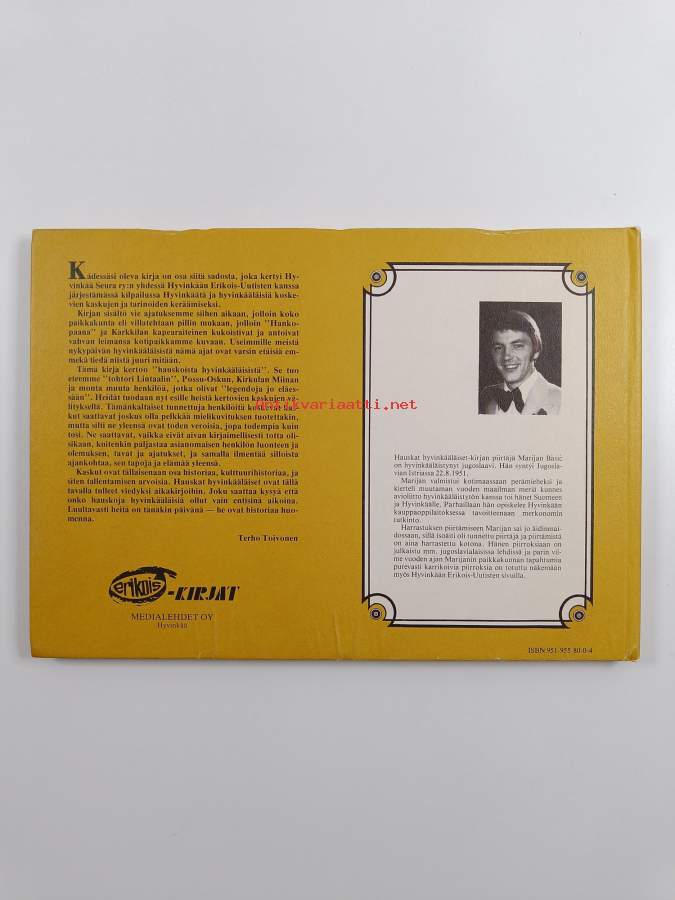 Kädessäsi oleva kirja on osa siitä sadosta, joka kertyi Hy-
vinkää Seura ry:n yhdessä Hyvinkään Erikois-Uutisten kanssa
järjestämässä kilpailussa Hyvinkäätä ja hyvinkääläisiä koske-
vien kaskujen ja tarinoiden keräämiseksi.
Kirjan sisältö vie ajatuksemme siihen aikaan, jolloin koko
paikkakunta eli villatehtaan pillin mukaan, jolloin "Hanko-
paana" ja Karkkilan kapearaiteinen kukoistivat ja antoivat
vahvan leimansa kotipaikkamme kuvaan. Useimmille meistä
nykypäivän hyvinkääläisistä nämä ajat ovat varsin etäisiä em-
mekä tiedä niistä juuri mitään.
Tämä kirja kertoo "hauskoista hyvinkääläisistä". Se tuo
eteemme "tohtori Lintaalin", Possu-Oskun, Kirkulan Miinan
ja monta muuta henkilöä, jotka olivat "legendoja jo eläes-
sään". Heidät tuodaan nyt esille heistä kertovien kaskujen vä-
lityksellä. Tämänkaltaiset tunnettuja henkilöitä koskevat kas-
kut saattavat joskus olla pelkkää mielikuvituksen tuotettakin,
mutta silti ne yleensä ovat toden veroisia, jopa todempia kuin
tosi. Ne saattavat, vaikka eivät aivan kirjaimellisesti totta oli-
sikaan, kuitenkin paljastaa asianomaisen henkilön luonteen ja
olemuksen, tavat ja ajatukset, ja samalla ilmentää silloista
ajankohtaa, sen tapoja ja elämää yleensä.
Kaskut ovat tällaisenaan osa historiaa, kulttuurihistoriaa, ja
siten tallentamisen arvoisia. Hauskat hyvinkääläiset ovat tällä
tavalla tulleet viedyksi aikakirjoihin. Joku saattaa kysyä että
onko hauskoja hyvinkääläisiä ollut vain entisinä aikoina.
Luultavasti heitä on tänäkin päivänä — he ovat historiaa huo-
menna.
Terho Toivonen
erikois-KIRJAT
MEDIALEHDET OY
Hyvinkää
Hauskat hyvinkääläiset-kirjan piirtäjä Marijan Basic
on hyvinkääläistynyt jugoslaavi. Hän syntyi Jugosla-
vian Istriassa 22.8.1951.
Marijan valmistui kotimaassaan perämieheksi ja
kierteli muutaman vuoden maailman meriä kunnes
avioliitto hyvinkääläistytön kanssa toi hänet Suomeen
ja Hyvinkäälle. Parhaillaan hän opiskelee Hyvinkään
kauppaoppilaitoksessa tavoitteenaan merkonomin
tutkinto.
Harrastuksen piirtämiseen Marijan sai jo äidinmai-
dossaan, sillä isoäiti oli tunnettu piirtäjä ja piirtämistä
on aina harrastettu kotona. Hänen piirroksiaan on
julkaistu mm. jugoslavialaisissa lehdissä ja parin vii-
me vuoden ajan Marijanin paikkakunnan tapahtumia
purevasti karrikoivia piirroksia on totuttu näkemään
myös Hyvinkään Erikois-Uutisten sivuilla.
ISBN 951-955 80-0-4
antikvariaatti.net